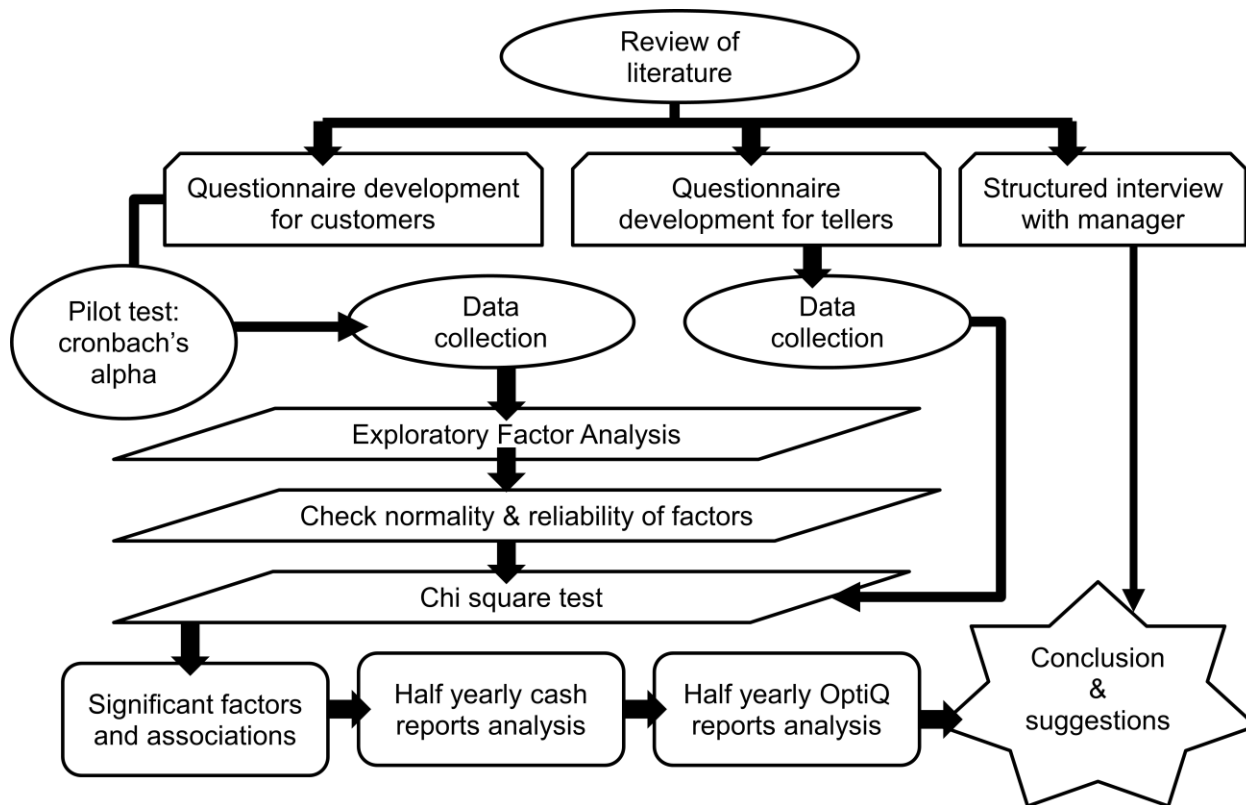 Review of
literature
Questionnaire development
for customers
Questionnaire
development for tellers
Structured interview
with manager
Pilot test:
cronbach's
alpha
Data
collection
Data
collection
Exploratory Factor Analysis
Check normality & reliability of factors
Chi square test
Significant factors
and associations
Half yearly cash
reports analysis
Half yearly OptiQ
reports analysis
Conclusion
&
suggestions